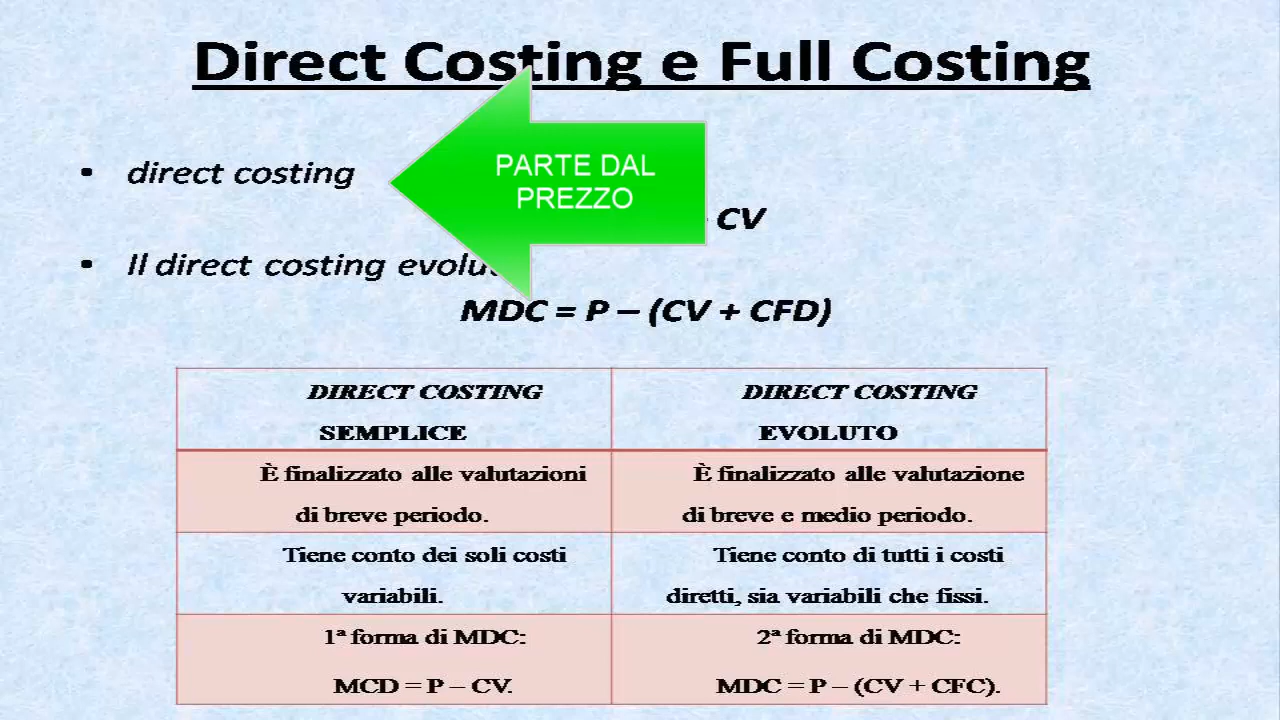 Direct Costing e Full Costing
• direct costing
PARTE DAL
PREZZO
CV
• Il direct costing
MDC = P – (CV + CFD)
DIRECT COSTING
SEMPLICE
DIRECT COSTING
EVOLUTO
È finalizzato alle valutazioni
di breve periodo.
È finalizzato alle valutazione
di breve e medio periodo.
Tiene conto dei soli costi
variabili.
Tiene conto di tutti i costi
diretti, sia variabili che fissi.
1ª forma di MDC:
MCD = P – CV.
2ª forma di MDC:
MDC = P – (CV + CFC).